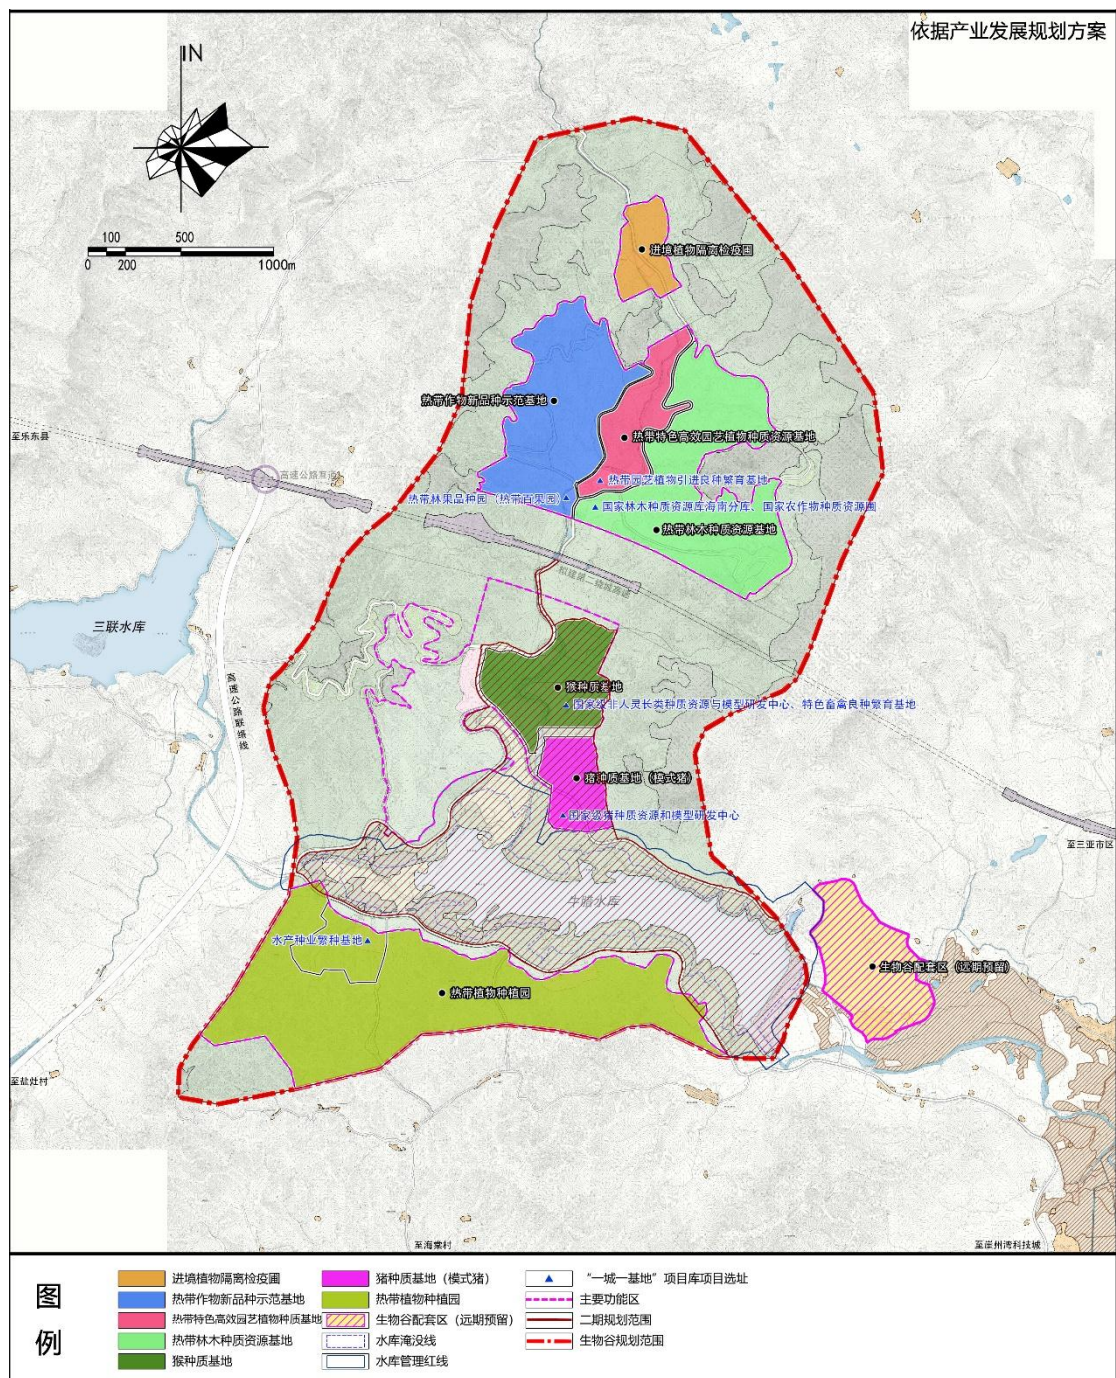 依据产业发展规划方案
N
100 500
0 200 1000m
进境植物隔离检疫圃
热带作物新品种示范基地
至乐东县
热带特色高效园艺植物种质资源基地
高速公路互通
热带园艺植物引进良种繁育基地
热带林果品种园（热带百果园）
国家林木种质资源库海南分库、国家农作物种质资源圃
热带林木种质资源基地
三联水库
高速公路联络线
猴种质基地
国家级非人灵长类种质资源与模型研发中心、特色畜禽良种繁育基地
猪种质基地（模式猪）
国家级猪种质资源和模型研发中心
至三亚市区
牛路水库
水产种业繁种基地
生物谷配套区（远期预留）
热带植物种植园
至盐灶村
至海棠村
至崖州湾科技城
图例
进境植物隔离检疫圃
热带作物新品种示范基地
热带特色高效园艺植物种质基地
热带林木种质资源基地
猴种质基地
猪种质基地（模式猪）
热带植物种植园
生物谷配套区（远期预留）
水库淹没线
水库管理红线
“一城一基地”项目库项目选址
主要功能区
二期规划范围
生物谷规划范围